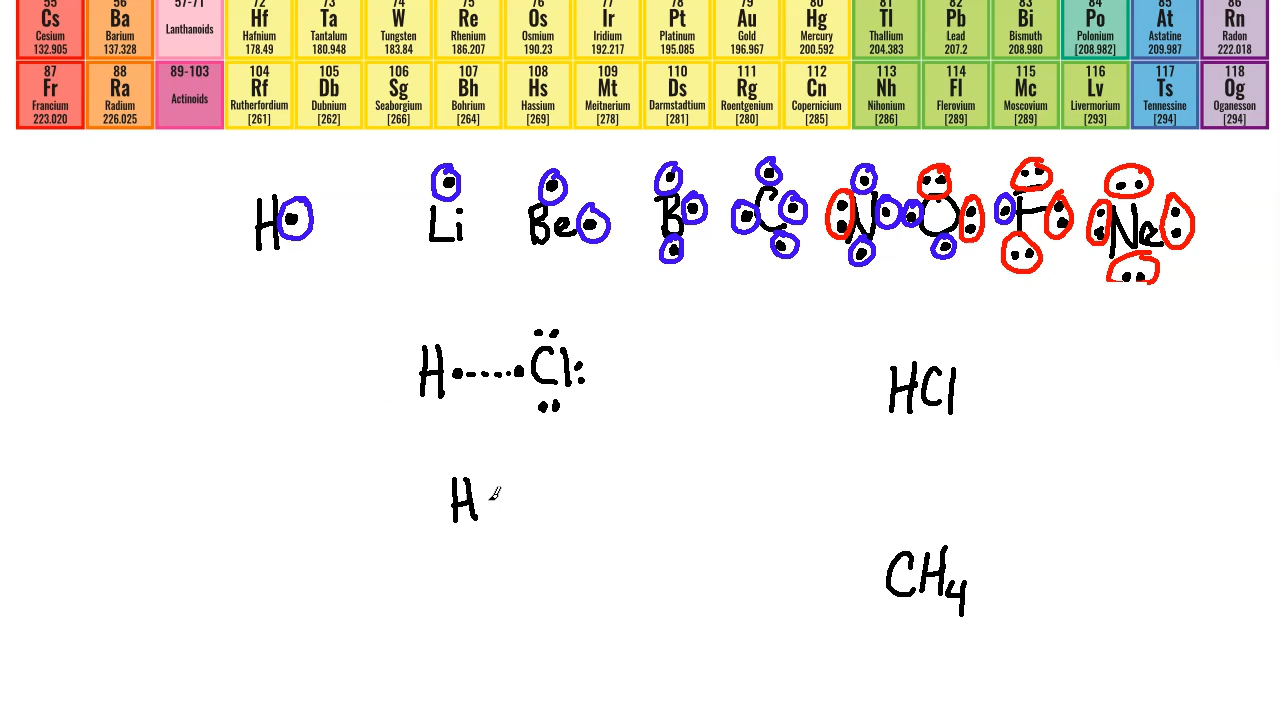 55 56 57-71 72 73 74 75 76 77 78 79 80 81 82 83 84 85 86
Cs Ba Lanthanoids Hf Ta W Re Os Ir Pt Au Hg Tl Pb Bi Po At Rn
Cesium Barium Hafnium Tantalum Tungsten Rhenium Osmium Iridium Platinum Gold Mercury Thallium Lead Bismuth Polonium Astatine Radon
132.905 137.328 178.49 180.948 183.84 186.207 190.23 192.217 195.085 196.967 200.592 204.383 207.2 208.980 [208.982] 209.987 222.018
87 88 89-103 104 105 106 107 108 109 110 111 112 113 114 115 116 117 118
Fr Ra Actinoids Rf Db Sg Bh Hs Mt Ds Rg Cn Nh Fl Mc Lv Ts Og
Francium Radium Rutherfordium Dubnium Seaborgium Bohrium Hassium Meitnerium Darmstadtium Roentgenium Copernicium Nihonium Flerovium Moscovium Livermorium Tennessine Oganesson
223.020 226.025 [261] [262] [266] [264] [269] [278] [281] [280] [285] [286] [289] [289] [293] [294] [294]
H Li Be B C N O F Ne
H Cl HCl
H
CH4